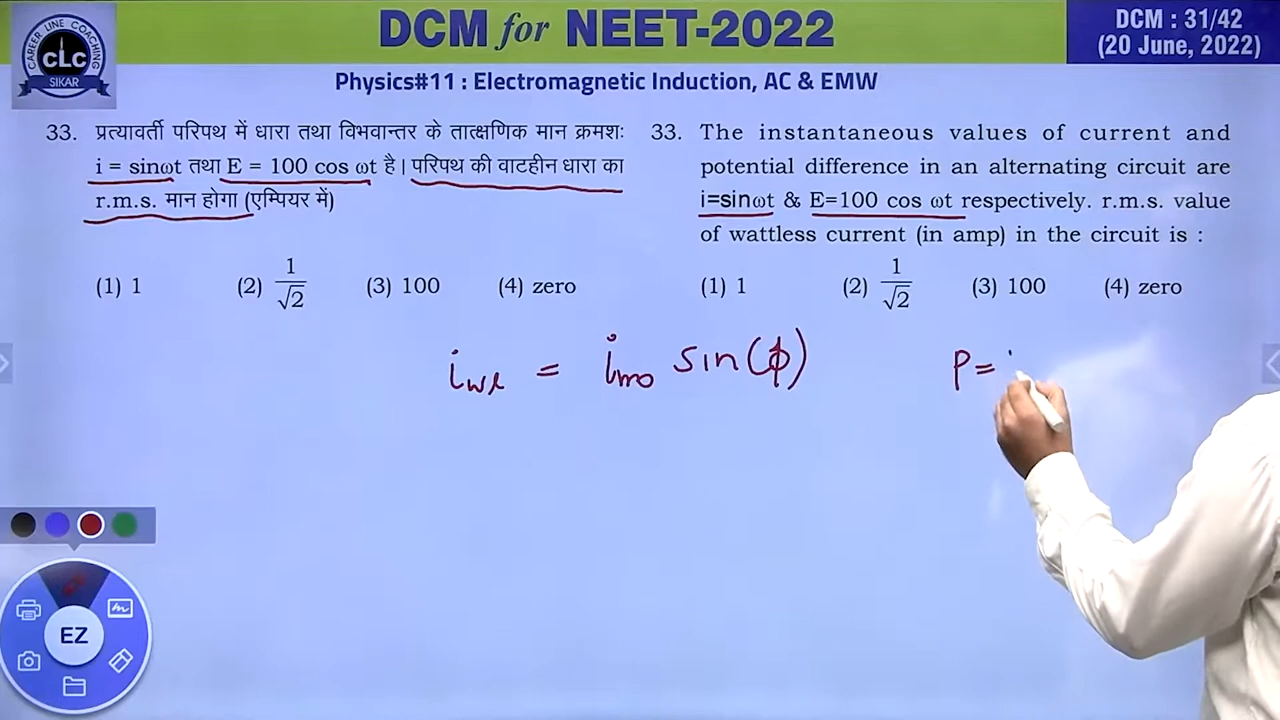 CAREER LINE COACHING
CLC
SIKAR
DCM for NEET-2022
DCM : 31/42
(20 June, 2022)
Physics#11 : Electromagnetic Induction, AC & EMW
33. प्रत्यावर्ती परिपथ में धारा तथा विभवान्तर के तात्क्षणिक मान क्रमशः
i = sinωt तथा E = 100 cos ωt है। परिपथ की वाटहीन धारा का
r.m.s. मान होगा (एम्पियर में)
(1) 1 (2) 1/√2 (3) 100 (4) zero
33. The instantaneous values of current and
potential difference in an alternating circuit are
i=sinωt & E=100 cos ωt respectively. r.m.s. value
of wattless current (in amp) in the circuit is :
(1) 1 (2) 1/√2 (3) 100 (4) zero
i = i sin(ϕ)
P = i
EZ